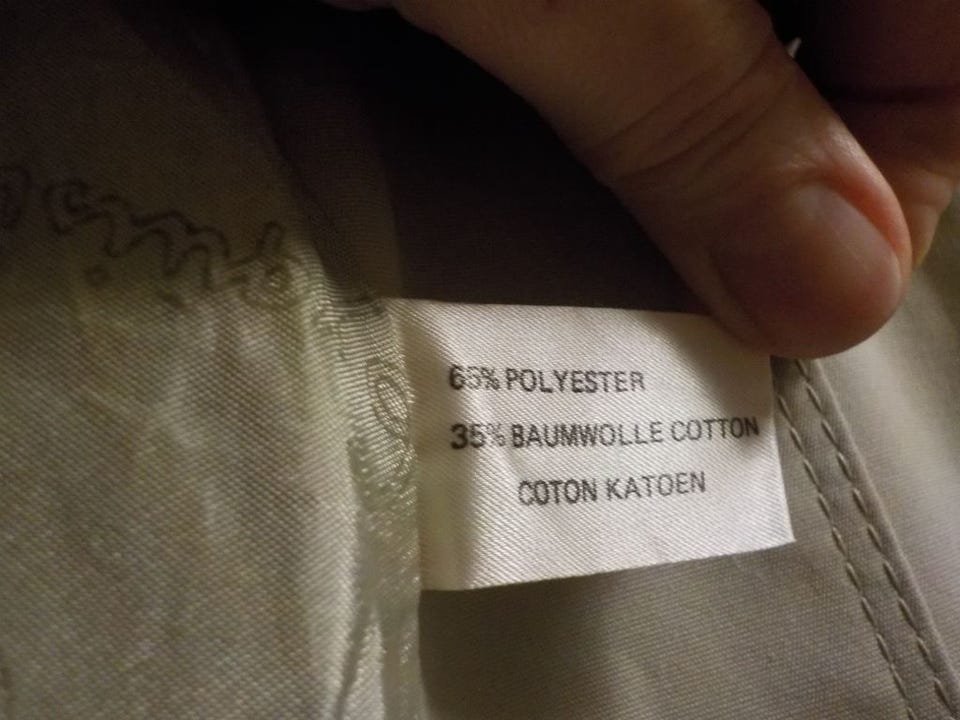 65% POLYESTER
35% BAUMWOLLE COTTON
COTON KATOEN